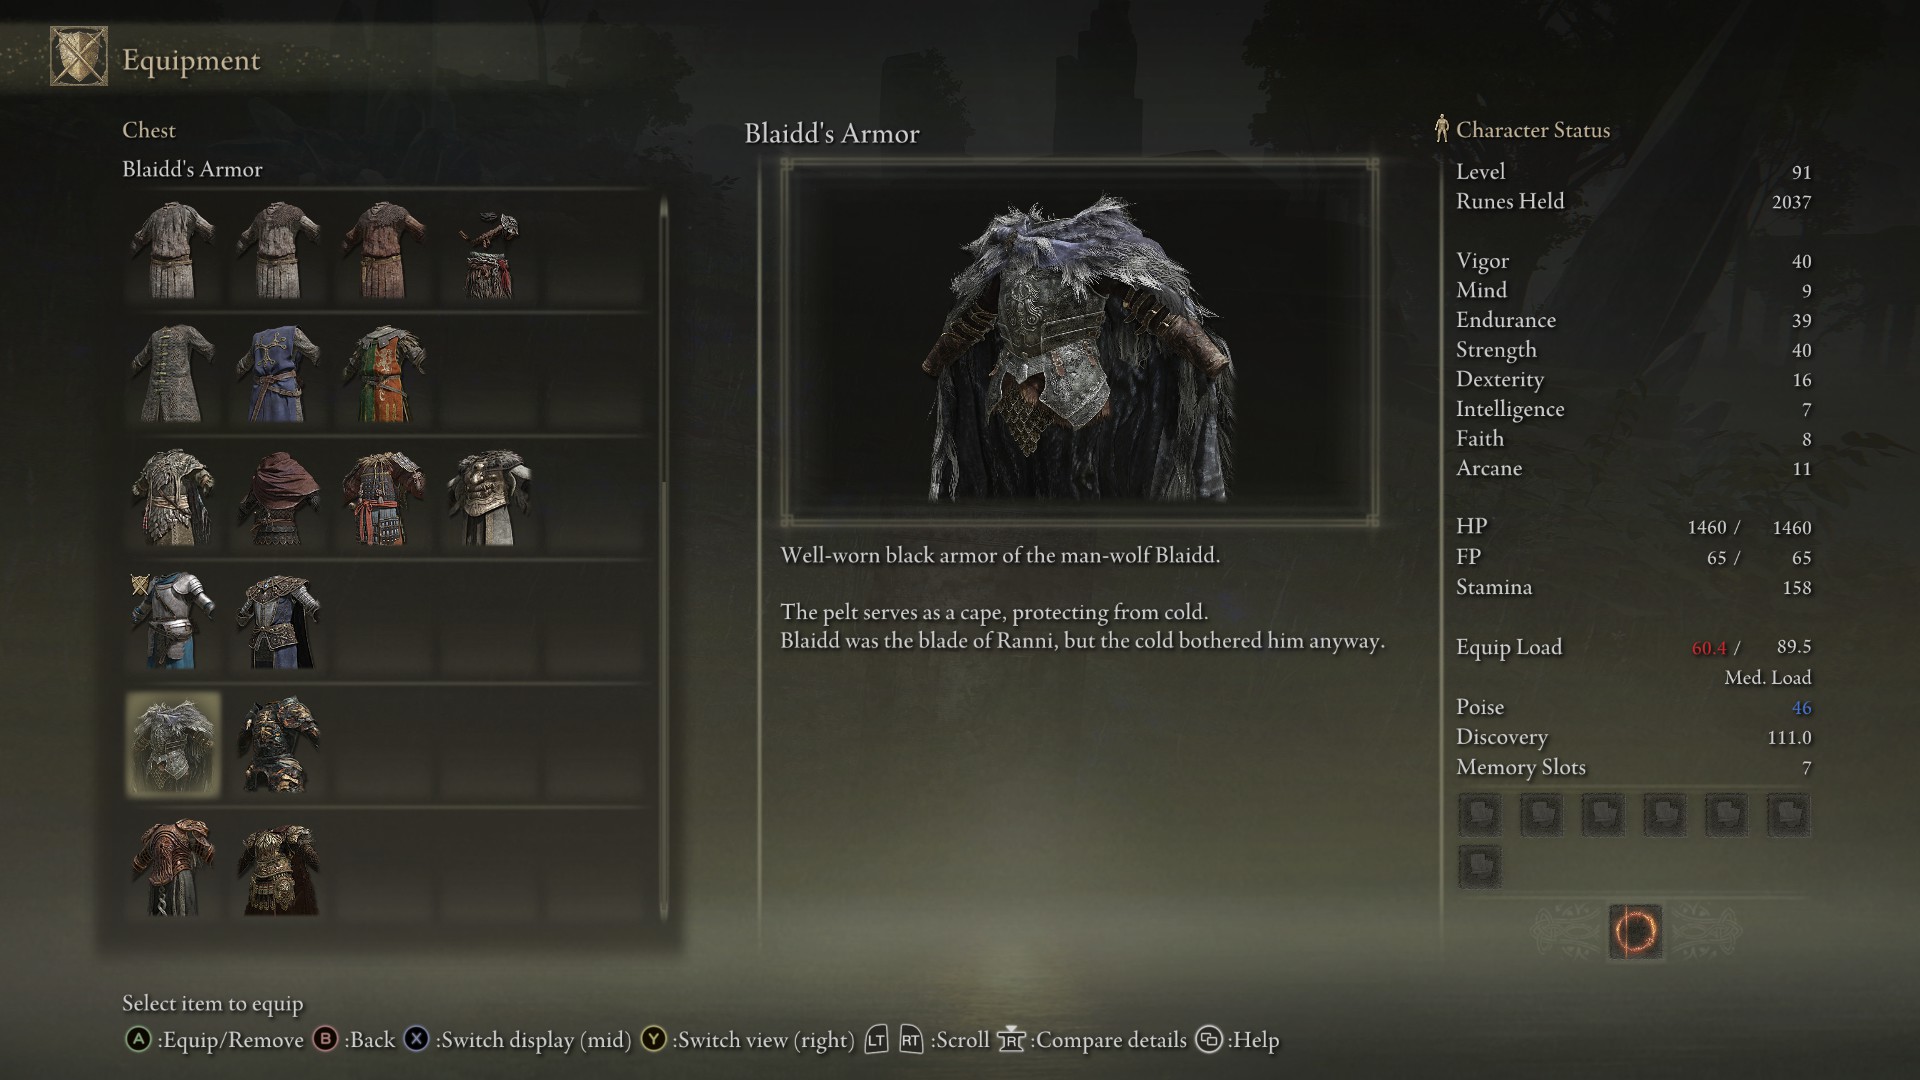 Equipment
Chest
Blaidd's Armor
Blaidd's Armor
Well-worn black armor of the man-wolf Blaidd.
The pelt serves as a cape, protecting from cold.
Blaidd was the blade of Ranni, but the cold bothered him anyway.
Character Status
Level 91
Runes Held 2037
Vigor 40
Mind 9
Endurance 39
Strength 40
Dexterity 16
Intelligence 7
Faith 8
Arcane 11
HP 1460 / 1460
FP 65 / 65
Stamina 158
Equip Load 60.4 / 89.5
Med. Load
Poise 46
Discovery 111.0
Memory Slots 7
Select item to equip
A :Equip/Remove B :Back X :Switch display (mid) Y :Switch view (right) LT RT :Scroll R :Compare details :Help